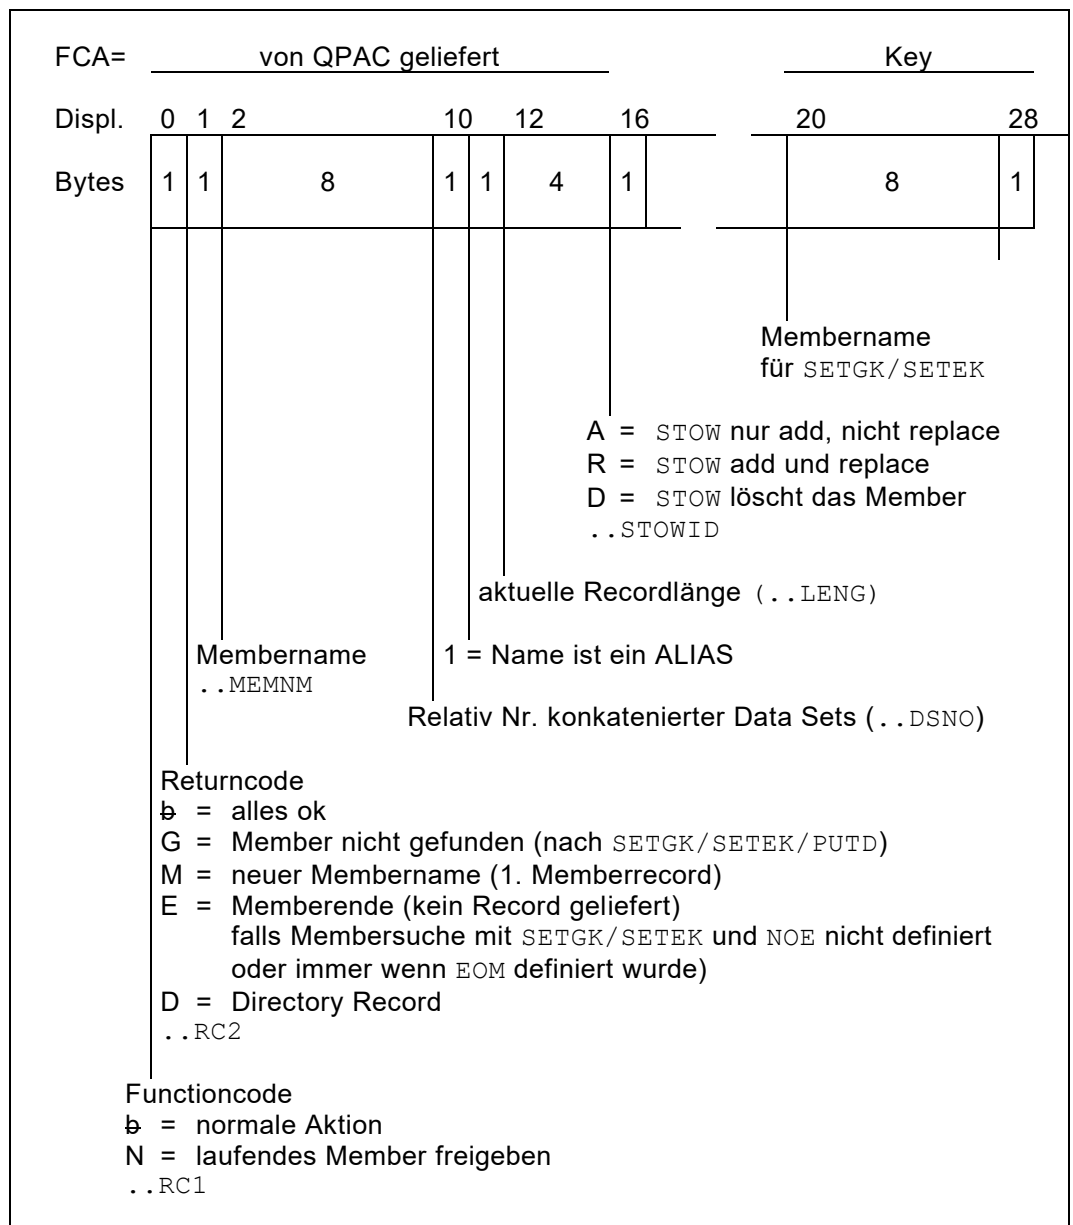 FCA= von QPAC geliefert Key
Displ. 0 1 2 10 12 16 20 28
Bytes 1 1 8 1 1 4 1 8 1
Membername
für SETGK/SETEK
A = STOW nur add, nicht replace
R = STOW add und replace
D = STOW löscht das Member
..STOWID
aktuelle Recordlänge (..LENG)
Membername 1 = Name ist ein ALIAS
..MEMNM
Relativ Nr. konkatenierter Data Sets (..DSNO)
Returncode
b̶ = alles ok
G = Member nicht gefunden (nach SETGK/SETEK/PUTD)
M = neuer Membername (1. Memberrecord)
E = Memberende (kein Record geliefert)
falls Membersuche mit SETGK/SETEK und NOE nicht definiert
oder immer wenn EOM definiert wurde)
D = Directory Record
..RC2
Functioncode
b̶ = normale Aktion
N = laufendes Member freigeben
..RC1